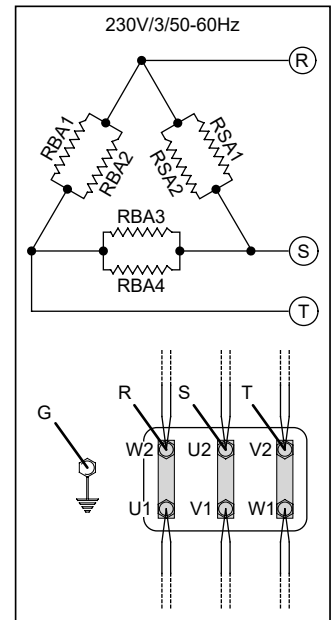 230V/3/50-60Hz
R
RBA1
RBA2
RSA1
RSA2
RBA3
RBA4
S
T
G
R S T
W2 U2 V2
U1 V1 W1